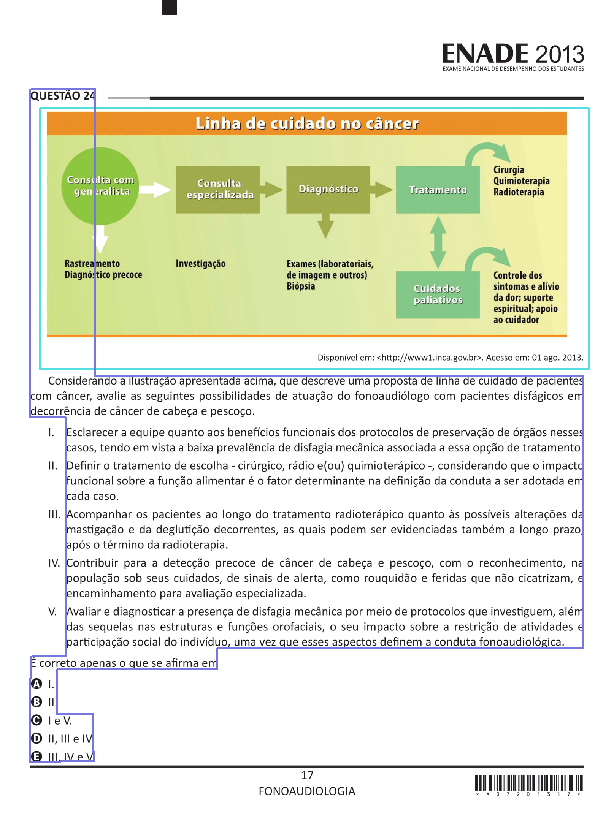 ENADE 2013
EXAME NACIONAL DE DESEMPENHO DOS ESTUDANTES
QUESTÃO 24
Linha de cuidado no câncer
Consulta com
generalista
Consulta
especializada
Diagnóstico
Tratamento
Cirurgia
Quimioterapia
Radioterapia
Rastreamento
Diagnóstico precoce
Investigação
Exames (laboratoriais,
de imagem e outros)
Biópsia
Cuidados
paliativos
Controle dos
sintomas e alívio
da dor; suporte
espiritual; apoio
ao cuidador
Disponível em: <http://www1.inca.gov.br>. Acesso em: 01 ago. 2013.
Considerando a ilustração apresentada acima, que descreve uma proposta de linha de cuidado de pacientes
com câncer, avalie as seguintes possibilidades de atuação do fonoaudiólogo com pacientes disfágicos em
decorrência de câncer de cabeça e pescoço.
I. Esclarecer a equipe quanto aos benefícios funcionais dos protocolos de preservação de órgãos nesses
casos, tendo em vista a baixa prevalência de disfagia mecânica associada a essa opção de tratamento.
II. Definir o tratamento de escolha - cirúrgico, rádio e(ou) quimioterápico -, considerando que o impacto
funcional sobre a função alimentar é o fator determinante na definição da conduta a ser adotada em
cada caso.
III. Acompanhar os pacientes ao longo do tratamento radioterápico quanto às possíveis alterações da
mastigação e da deglutição decorrentes, as quais podem ser evidenciadas também a longo prazo,
após o término da radioterapia.
IV. Contribuir para a detecção precoce de câncer de cabeça e pescoço, com o reconhecimento, na
população sob seus cuidados, de sinais de alerta, como rouquidão e feridas que não cicatrizam, e
encaminhamento para avaliação especializada.
V. Avaliar e diagnosticar a presença de disfagia mecânica por meio de protocolos que investiguem, além
das sequelas nas estruturas e funções orofaciais, o seu impacto sobre a restrição de atividades e
participação social do indivíduo, uma vez que esses aspectos definem a conduta fonoaudiológica.
É correto apenas o que se afirma em
A I.
B II.
C I e V.
D II, III e IV.
E III, IV e V.
17
FONOAUDIOLOGIA